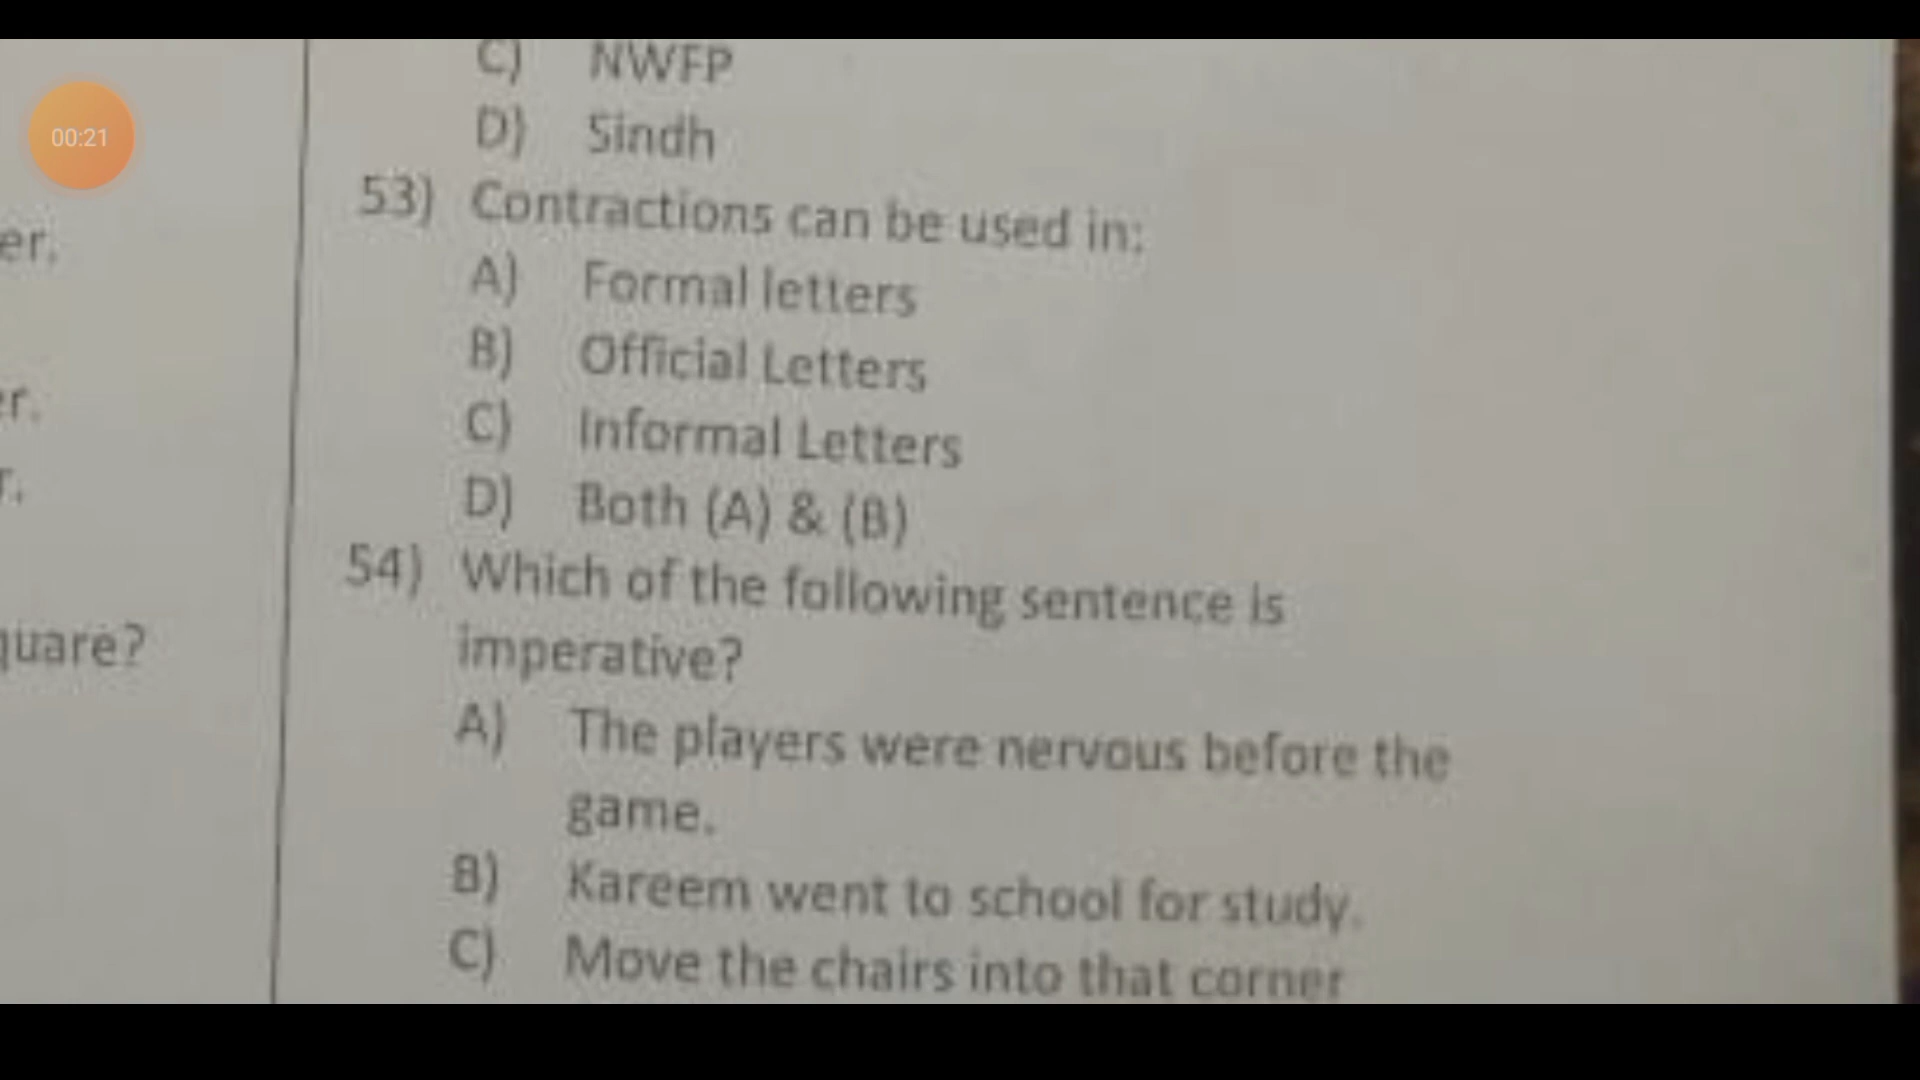 00:21
er.
er.
r.
quare?
C) NWFP
D) Sindh
53) Contractions can be used in:
A) Formal letters
B) Official Letters
C) Informal Letters
D) Both (A) & (B)
54) Which of the following sentence is
imperative?
A) The players were nervous before the
game.
B) Kareem went to school for study.
C) Move the chairs into that corner